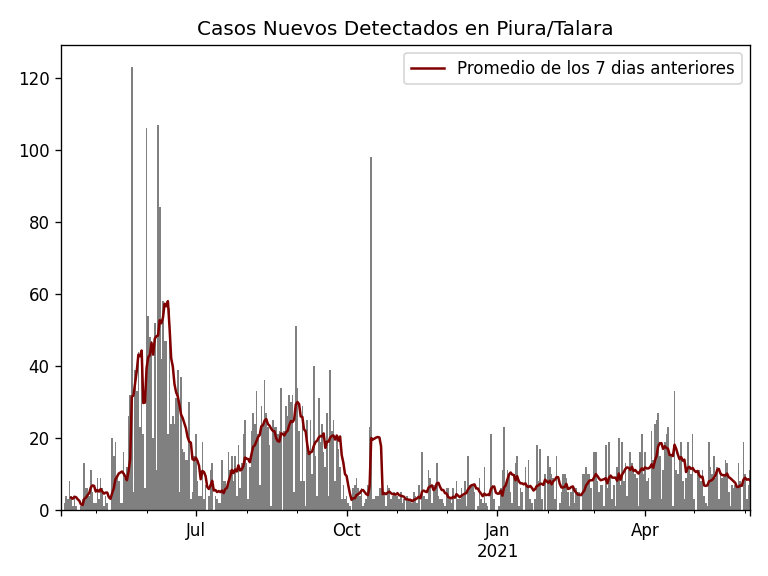 Casos Nuevos Detectados en Piura/Talara
Promedio de los 7 dias anteriores
120
100
80
60
40
20
0
Jul
Oct
Jan
2021
Apr